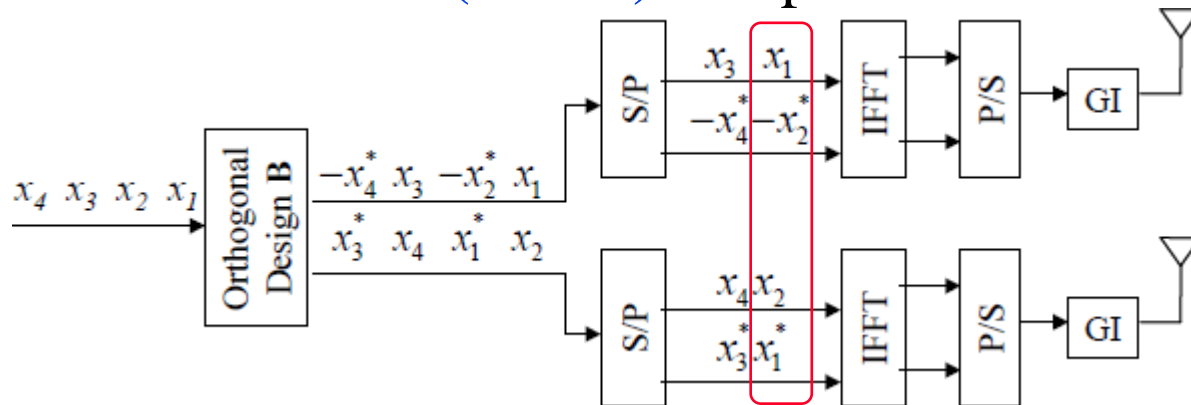 x₃ x₁
−x₄* −x₂*
S/P
IFFT
P/S
GI
x₄ x₃ x₂ x₁
Orthogonal
Design B
−x₄* x₃ −x₂* x₁
x₃* x₄ x₁* x₂
S/P
x₄ x₂
x₃* x₁*
IFFT
P/S
GI